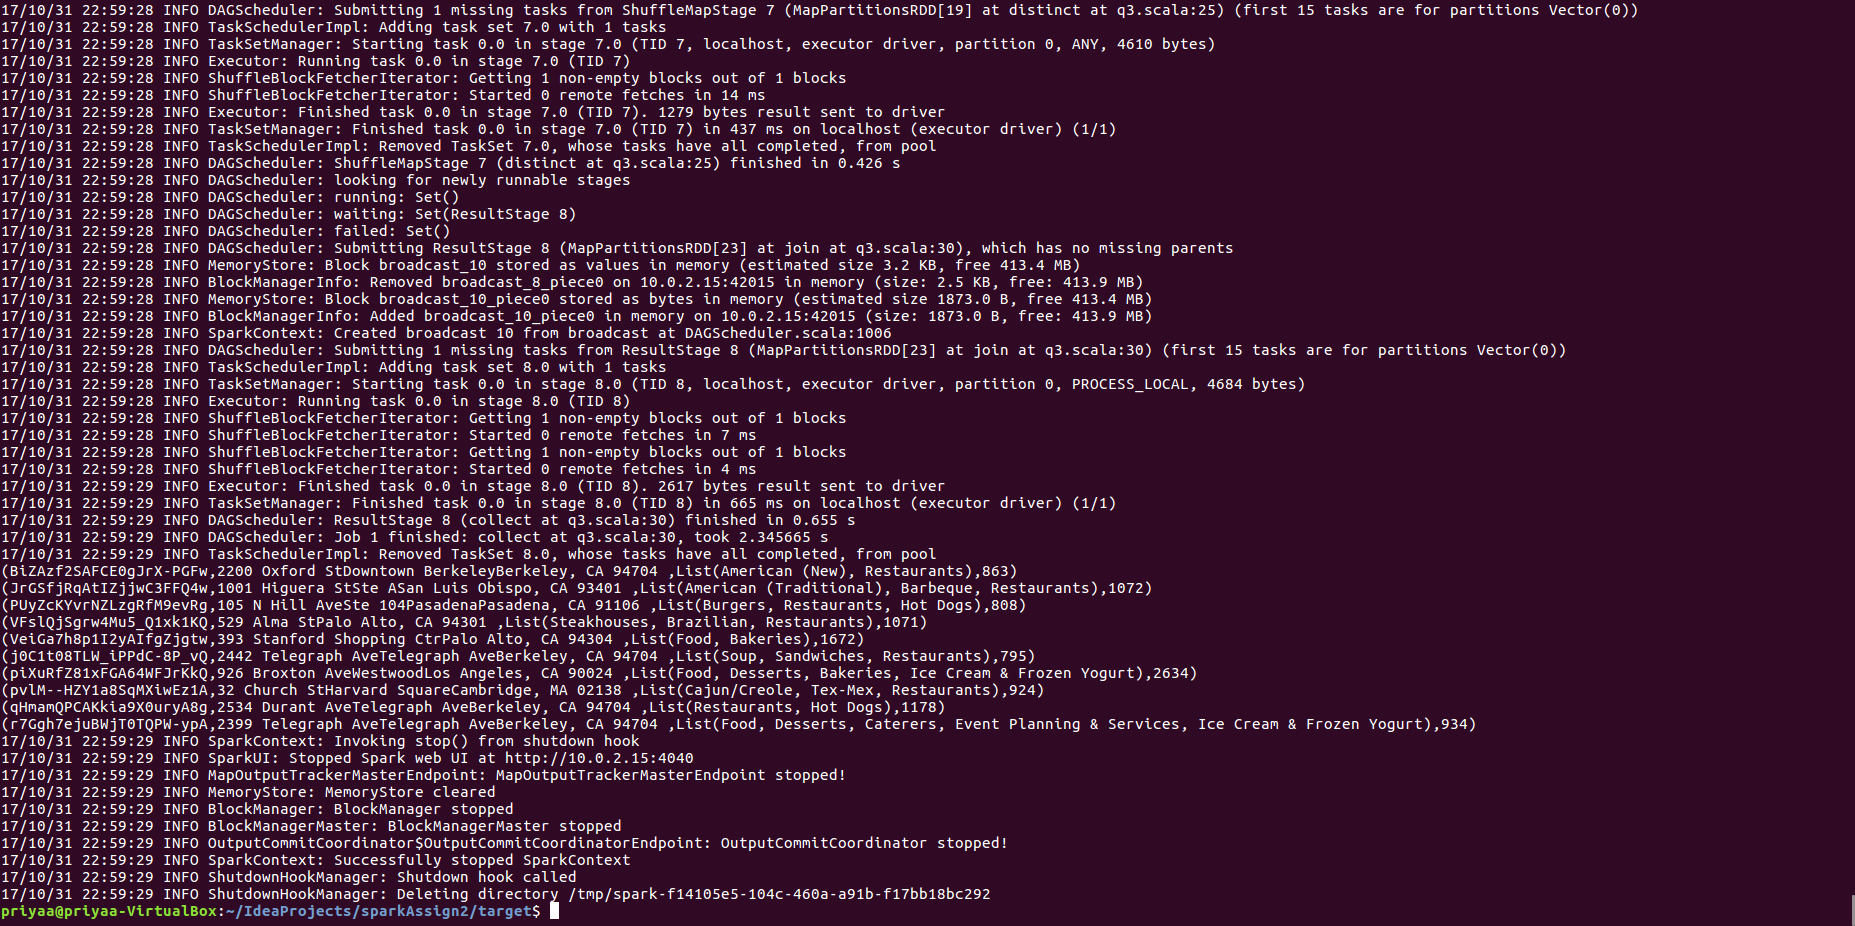 17/10/31 22:59:28 INFO DAGScheduler: Submitting 1 missing tasks from ShuffleMapStage 7 (MapPartitionsRDD[19] at distinct at q3.scala:25) (first 15 tasks are for partitions Vector(0))
17/10/31 22:59:28 INFO TaskSchedulerImpl: Adding task set 7.0 with 1 tasks
17/10/31 22:59:28 INFO TaskSetManager: Starting task 0.0 in stage 7.0 (TID 7, localhost, executor driver, partition 0, ANY, 4610 bytes)
17/10/31 22:59:28 INFO Executor: Running task 0.0 in stage 7.0 (TID 7)
17/10/31 22:59:28 INFO ShuffleBlockFetcherIterator: Getting 1 non-empty blocks out of 1 blocks
17/10/31 22:59:28 INFO ShuffleBlockFetcherIterator: Started 0 remote fetches in 14 ms
17/10/31 22:59:28 INFO Executor: Finished task 0.0 in stage 7.0 (TID 7). 1279 bytes result sent to driver
17/10/31 22:59:28 INFO TaskSetManager: Finished task 0.0 in stage 7.0 (TID 7) in 437 ms on localhost (executor driver) (1/1)
17/10/31 22:59:28 INFO TaskSchedulerImpl: Removed TaskSet 7.0, whose tasks have all completed, from pool
17/10/31 22:59:28 INFO DAGScheduler: ShuffleMapStage 7 (distinct at q3.scala:25) finished in 0.426 s
17/10/31 22:59:28 INFO DAGScheduler: looking for newly runnable stages
17/10/31 22:59:28 INFO DAGScheduler: running: Set()
17/10/31 22:59:28 INFO DAGScheduler: waiting: Set(ResultStage 8)
17/10/31 22:59:28 INFO DAGScheduler: failed: Set()
17/10/31 22:59:28 INFO DAGScheduler: Submitting ResultStage 8 (MapPartitionsRDD[23] at join at q3.scala:30), which has no missing parents
17/10/31 22:59:28 INFO MemoryStore: Block broadcast_10 stored as values in memory (estimated size 3.2 KB, free 413.4 MB)
17/10/31 22:59:28 INFO BlockManagerInfo: Removed broadcast_8_piece0 on 10.0.2.15:42015 in memory (size: 2.5 KB, free: 413.9 MB)
17/10/31 22:59:28 INFO MemoryStore: Block broadcast_10_piece0 stored as bytes in memory (estimated size 1873.0 B, free 413.4 MB)
17/10/31 22:59:28 INFO BlockManagerInfo: Added broadcast_10_piece0 in memory on 10.0.2.15:42015 (size: 1873.0 B, free: 413.9 MB)
17/10/31 22:59:28 INFO SparkContext: Created broadcast 10 from broadcast at DAGScheduler.scala:1006
17/10/31 22:59:28 INFO DAGScheduler: Submitting 1 missing tasks from ResultStage 8 (MapPartitionsRDD[23] at join at q3.scala:30) (first 15 tasks are for partitions Vector(0))
17/10/31 22:59:28 INFO TaskSchedulerImpl: Adding task set 8.0 with 1 tasks
17/10/31 22:59:28 INFO TaskSetManager: Starting task 0.0 in stage 8.0 (TID 8, localhost, executor driver, partition 0, PROCESS_LOCAL, 4684 bytes)
17/10/31 22:59:28 INFO Executor: Running task 0.0 in stage 8.0 (TID 8)
17/10/31 22:59:28 INFO ShuffleBlockFetcherIterator: Getting 1 non-empty blocks out of 1 blocks
17/10/31 22:59:28 INFO ShuffleBlockFetcherIterator: Started 0 remote fetches in 7 ms
17/10/31 22:59:28 INFO ShuffleBlockFetcherIterator: Getting 1 non-empty blocks out of 1 blocks
17/10/31 22:59:28 INFO ShuffleBlockFetcherIterator: Started 0 remote fetches in 4 ms
17/10/31 22:59:29 INFO Executor: Finished task 0.0 in stage 8.0 (TID 8). 2617 bytes result sent to driver
17/10/31 22:59:29 INFO TaskSetManager: Finished task 0.0 in stage 8.0 (TID 8) in 665 ms on localhost (executor driver) (1/1)
17/10/31 22:59:29 INFO DAGScheduler: ResultStage 8 (collect at q3.scala:30) finished in 0.655 s
17/10/31 22:59:29 INFO DAGScheduler: Job 1 finished: collect at q3.scala:30, took 2.345665 s
17/10/31 22:59:29 INFO TaskSchedulerImpl: Removed TaskSet 8.0, whose tasks have all completed, from pool
(BiZAzf2SAFCE0gJrX-PGFw,2200 Oxford StDowntown BerkeleyBerkeley, CA 94704 ,List(American (New), Restaurants),863)
(JrGSfjRqAtIZjjwC3FFQ4w,1001 Higuera StSte ASan Luis Obispo, CA 93401 ,List(American (Traditional), Barbeque, Restaurants),1072)
(PUyZcKYvrNZLzgRfM9evRg,105 N Hill AveSte 104PasadenaPasadena, CA 91106 ,List(Burgers, Restaurants, Hot Dogs),808)
(VFslQjSgrw4Mu5_Q1xk1KQ,529 Alma StPalo Alto, CA 94301 ,List(Steakhouses, Brazilian, Restaurants),1071)
(VeiGa7h8p1I2yAIfgZjgtw,393 Stanford Shopping CtrPalo Alto, CA 94304 ,List(Food, Bakeries),1672)
(j0C1t08TLW_iPPdC-8P_vQ,2442 Telegraph AveTelegraph AveBerkeley, CA 94704 ,List(Soup, Sandwiches, Restaurants),795)
(piXuRfZ81xFGA64WFJrKkQ,926 Broxton AveWestwoodLos Angeles, CA 90024 ,List(Food, Desserts, Bakeries, Ice Cream & Frozen Yogurt),2634)
(pvlM--HZY1a8SqMXiwEz1A,32 Church StHarvard SquareCambridge, MA 02138 ,List(Cajun/Creole, Tex-Mex, Restaurants),924)
(qHmamQPCAKkia9X0uryA8g,2534 Durant AveTelegraph AveBerkeley, CA 94704 ,List(Restaurants, Hot Dogs),1178)
(r7Ggh7ejuBWjT0TQPW-ypA,2399 Telegraph AveTelegraph AveBerkeley, CA 94704 ,List(Food, Desserts, Caterers, Event Planning & Services, Ice Cream & Frozen Yogurt),934)
17/10/31 22:59:29 INFO SparkContext: Invoking stop() from shutdown hook
17/10/31 22:59:29 INFO SparkUI: Stopped Spark web UI at http://10.0.2.15:4040
17/10/31 22:59:29 INFO MapOutputTrackerMasterEndpoint: MapOutputTrackerMasterEndpoint stopped!
17/10/31 22:59:29 INFO MemoryStore: MemoryStore cleared
17/10/31 22:59:29 INFO BlockManager: BlockManager stopped
17/10/31 22:59:29 INFO BlockManagerMaster: BlockManagerMaster stopped
17/10/31 22:59:29 INFO OutputCommitCoordinator$OutputCommitCoordinatorEndpoint: OutputCommitCoordinator stopped!
17/10/31 22:59:29 INFO SparkContext: Successfully stopped SparkContext
17/10/31 22:59:29 INFO ShutdownHookManager: Shutdown hook called
17/10/31 22:59:29 INFO ShutdownHookManager: Deleting directory /tmp/spark-f14105e5-104c-460a-a91b-f17bb18bc292
priyaa@priyaa-VirtualBox:~/IdeaProjects/sparkAssign2/target$